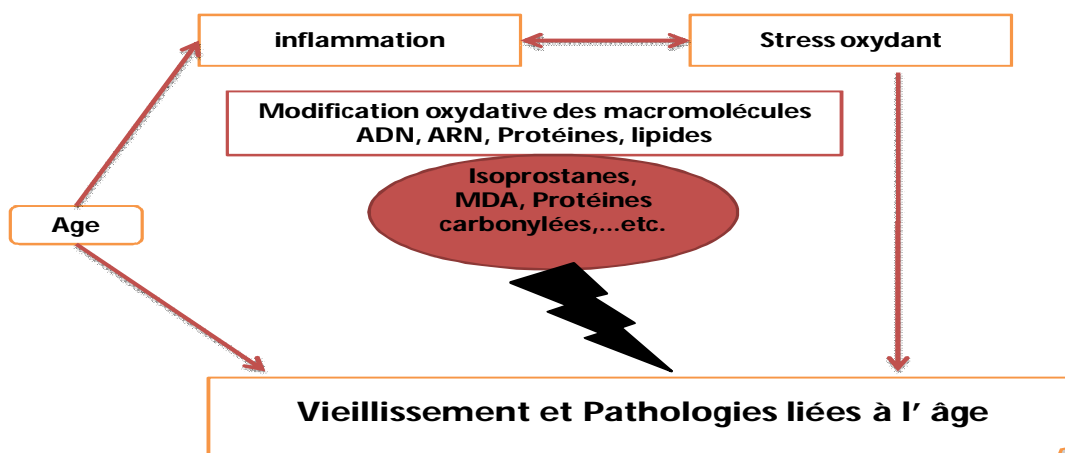 inflammation
Stress oxydant
Modification oxydative des macromolécules
ADN, ARN, Protéines, lipides
Isoprostanes,
MDA, Protéines
carbonylées,...etc.
Age
Vieillissement et Pathologies liées à l’ âge